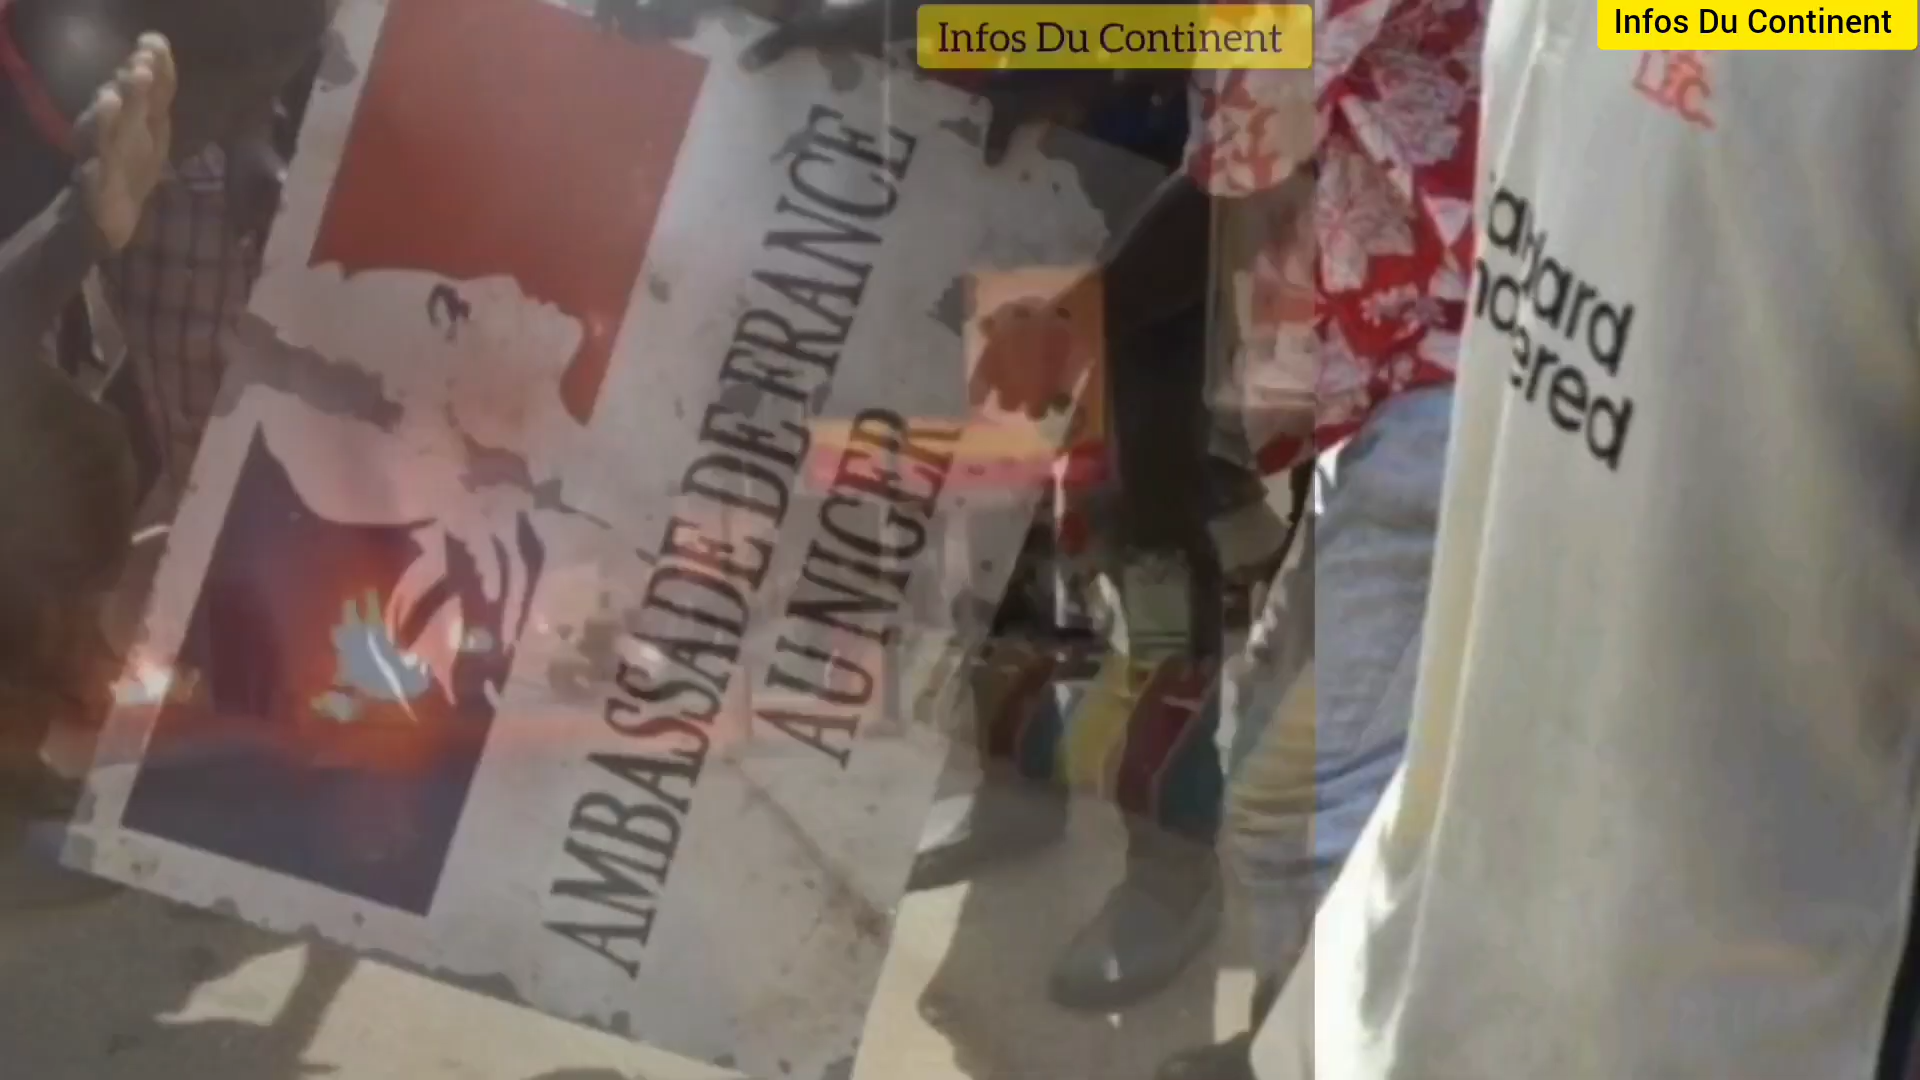 Infos Du Continent
Infos Du Continent
AMBASSADE DE FRANCE
AU NIGER